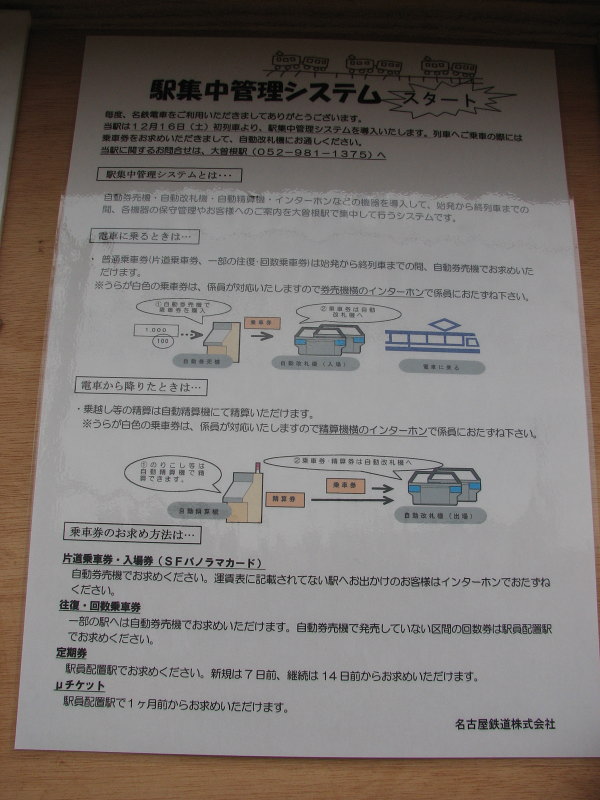 駅集中管理システム スタート
毎度、名鉄電車をご利用いただきましてありがとうございます。
当駅は12月16日（土）初列車より、駅集中管理システムを導入いたします。列車へご乗車の際には
乗車券をお求めいただきまして、自動改札機にお通しください。
当駅に関するお問合せは、大曽根駅（052-981-1375）へ
駅集中管理システムとは…
自動券売機・自動改札機・自動精算機・インターホンなどの機器を導入して、始発から終列車までの
間、各機器の保守管理やお客様へのご案内を大曽根駅で集中して行うシステムです。
電車に乗るときは…
・普通乗車券(片道乗車券、一部の往復・回数乗車券)は始発から終列車までの間、自動券売機でお求めいた
だけます。
※うらが白色の乗車券は、係員が対応いたしますので券売機横のインターホンで係員におたずね下さい。
①自動券売機で
乗車券を購入
②乗車券は自動
改札機へ
1,000
100
乗車券
自動券売機
自動改札機（入場）
電車に乗る
電車から降りたときは…
・乗越し等の精算は自動精算機にて精算いただけます。
※うらが白色の乗車券は、係員が対応いたしますので精算機横のインターホンで係員におたずね下さい。
①のりこし等は
自動精算機で精
算できます。
②乗車券・精算券は自動改札機へ
乗車券
精算券
自動精算機
自動改札機（出場）
乗車券のお求め方法は…
片道乗車券・入場券（SFパノラマカード）
自動券売機でお求めください。運賃表に記載されてない駅へお出かけのお客様はインターホンでおたずね
ください。
往復・回数乗車券
一部の駅へは自動券売機でお求めいただけます。自動券売機で発売していない区間の回数券は駅員配置駅
でお求めください。
定期券
駅員配置駅でお求めください。新規は7日前、継続は14日前からお求めいただけます。
μチケット
駅員配置駅で1ヶ月前からお求めいただけます。
名古屋鉄道株式会社